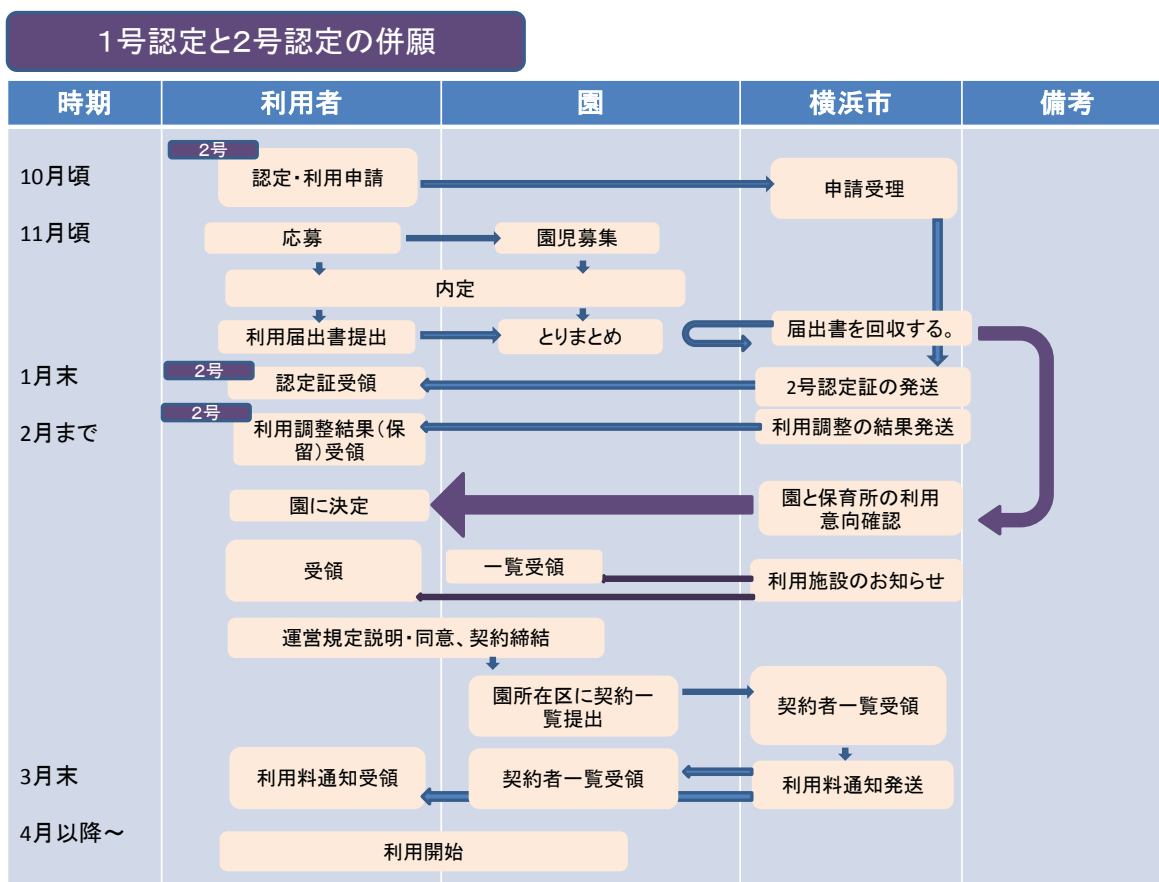 1号認定と2号認定の併願
時期 利用者 園 横浜市 備考
10月頃
2号
認定・利用申請
申請受理
11月頃
応募
園児募集
内定
利用届出書提出
とりまとめ
届出書を回収する。
1月末
2号
認定証受領
2号認定証の発送
2月まで
2号
利用調整結果(保
留)受領
利用調整の結果発送
園に決定
園と保育所の利用
意向確認
受領
一覧受領
利用施設のお知らせ
運営規定説明・同意、契約締結
園所在区に契約一
覧提出
契約者一覧受領
3月末
利用料通知受領
契約者一覧受領
利用料通知発送
4月以降～
利用開始